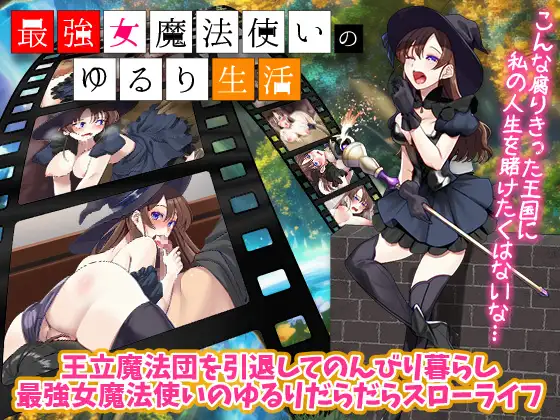 最強女魔法使いの
ゆるり生活
こんな腐りきった王国に
私の人生を賭けたくはないな…
王立魔法団を引退してのんびり暮らし
最強女魔法使いのゆるりだらだらスローライフ